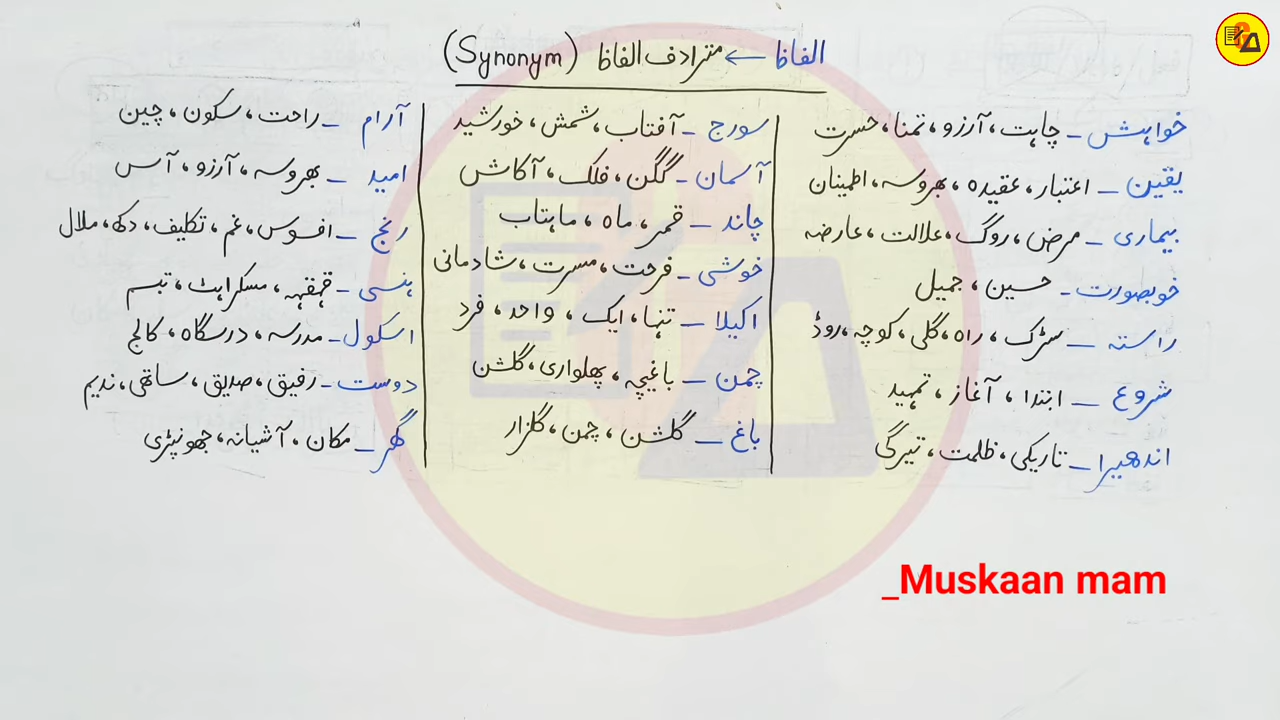 الفاظ ← مترادف الفاظ (Synonym)
خواہش - چاہت، آرزو، تمنا، حسرت
یقین - اعتبار، عقیدہ، بھروسہ، اطمینان
بیماری - مرض، روگ، علالت، عارضہ
خوبصورت - حسین، جمیل
راستہ - سڑک، راہ، گلی، کوچہ، روڈ
شروع - ابتدا، آغاز، تمہید
اندھیرا - تاریکی، ظلمت، تیرگی
سورج - آفتاب، شمش، خورشید
آسمان - گگن، فلک، آکاش
چاند - قمر، ماہ، ماہتاب
خوشی - فرحت، مسرت، شادمانی
اکیلا - تنہا، ایک، واحد، فرد
چمن - باغیچہ، پھلواری، گلشن
باغ - گلشن، چمن، گلزار
آرام - راحت، سکون، چین
امید - بھروسہ، آرزو، آس
رنج - افسوس، غم، تکلیف، دکھ، ملال
ہنسی - قہقہہ، مسکراہٹ، تبسم
اسکول - مدرسہ، درسگاہ، کالج
دوست - رفیق، صدیق، ساتھی، ندیم
گھر - مکان، آشیانہ، جھونپڑی
_Muskaan mam